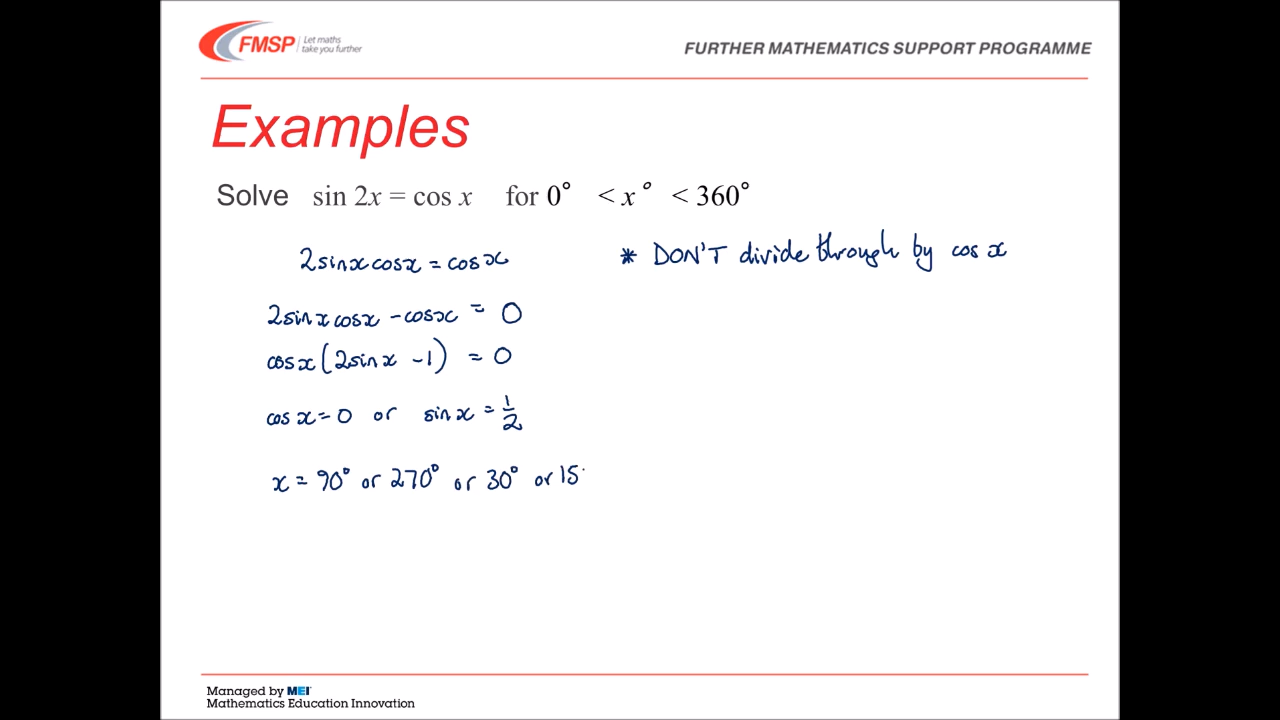 FMSP Let maths take you further
FURTHER MATHEMATICS SUPPORT PROGRAMME
Examples
Solve sin 2x = cos x for 0° < x° < 360°
2sinxcosx = cosx
* DON'T divide through by cos x
2sinxcosx - cosx = 0
cosx(2sinx - 1) = 0
cosx = 0 or sinx = 1/2
x = 90° or 270° or 30° or 15
Managed by MEI
Mathematics Education Innovation